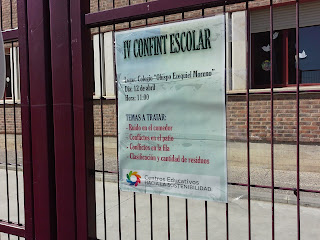 IV CONFINT ESCOLAR
Lugar: Colegio "Obispo Ezequiel Moreno"
Día: 12 de abril
Hora: 11:00
TEMAS A TRATAR:
- Ruido en el comedor
- Conflictos en el patio
- Conflictos en la fila
- Clasificación y cantidad de residuos
Centros Educativos
HACIA LA SOSTENIBILIDAD